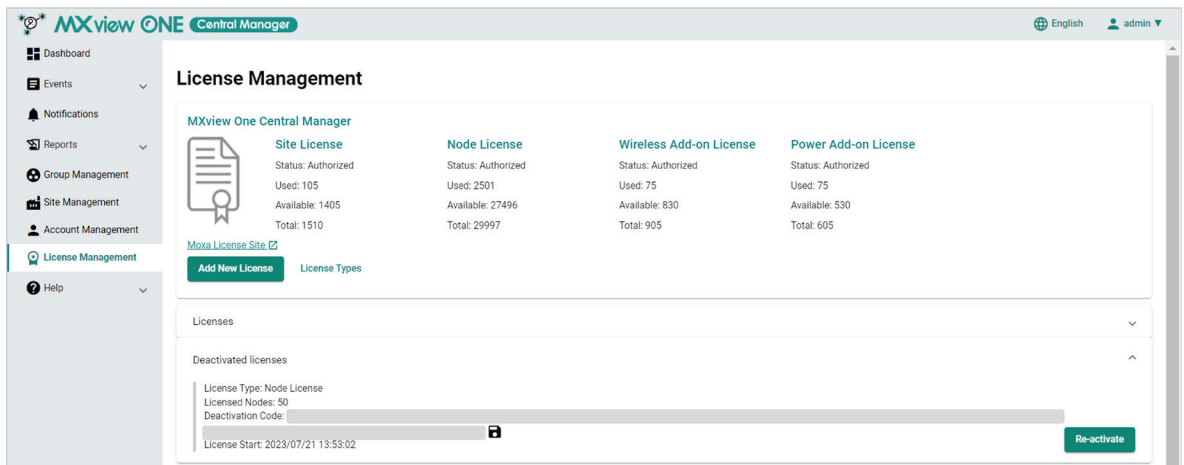 MXview ONE Central Manager
English
admin
Dashboard
Events
Notifications
Reports
Group Management
Site Management
Account Management
License Management
Help
License Management
MXview One Central Manager
Site License
Status: Authorized
Used: 105
Available: 1405
Total: 1510
Node License
Status: Authorized
Used: 2501
Available: 27496
Total: 29997
Wireless Add-on License
Status: Authorized
Used: 75
Available: 830
Total: 905
Power Add-on License
Status: Authorized
Used: 75
Available: 530
Total: 605
Moxa License Site
Add New License
License Types
Licenses
Deactivated licenses
License Type: Node License
Licensed Nodes: 50
Deactivation Code:
License Start: 2023/07/21 13:53:02
Re-activate